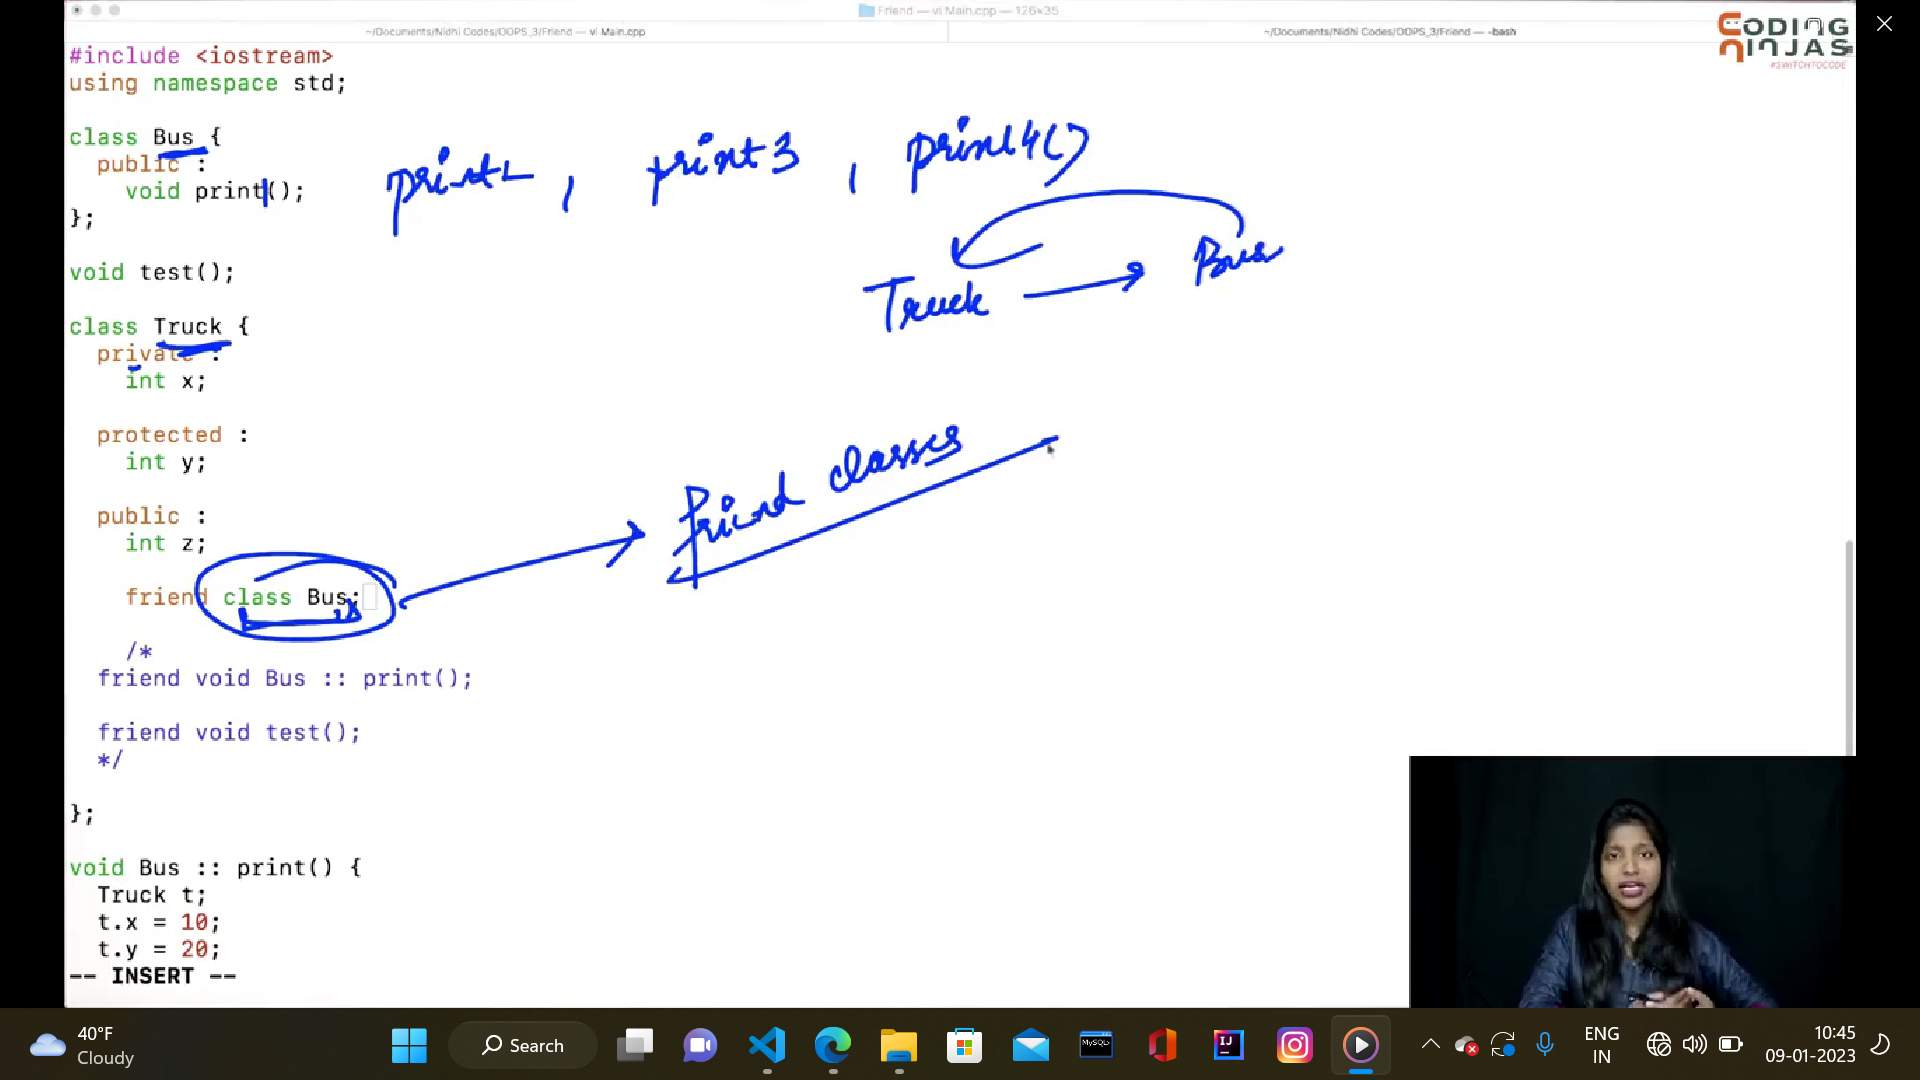 Friend — vi Main.cpp — 126×35
~/Documents/Nidhi Codes/OOPS_3/Friend — vi Main.cpp
~/Documents/Nidhi Codes/OOPS_3/Friend — -bash
CODING
NINJAS
#SWITCHTOCODE
#include <iostream>
using namespace std;
class Bus {
public :
void print();
};
print2 , print3 , print4()
void test();
Truck → Bus
class Truck {
private :
int x;
protected :
int y;
public :
int z;
friend classes
friend class Bus;
/*
friend void Bus :: print();
friend void test();
*/
};
void Bus :: print() {
Truck t;
t.x = 10;
t.y = 20;
-- INSERT --
40°F
Cloudy
Search
MySQL
IJ
ENG
IN
10:45
09-01-2023